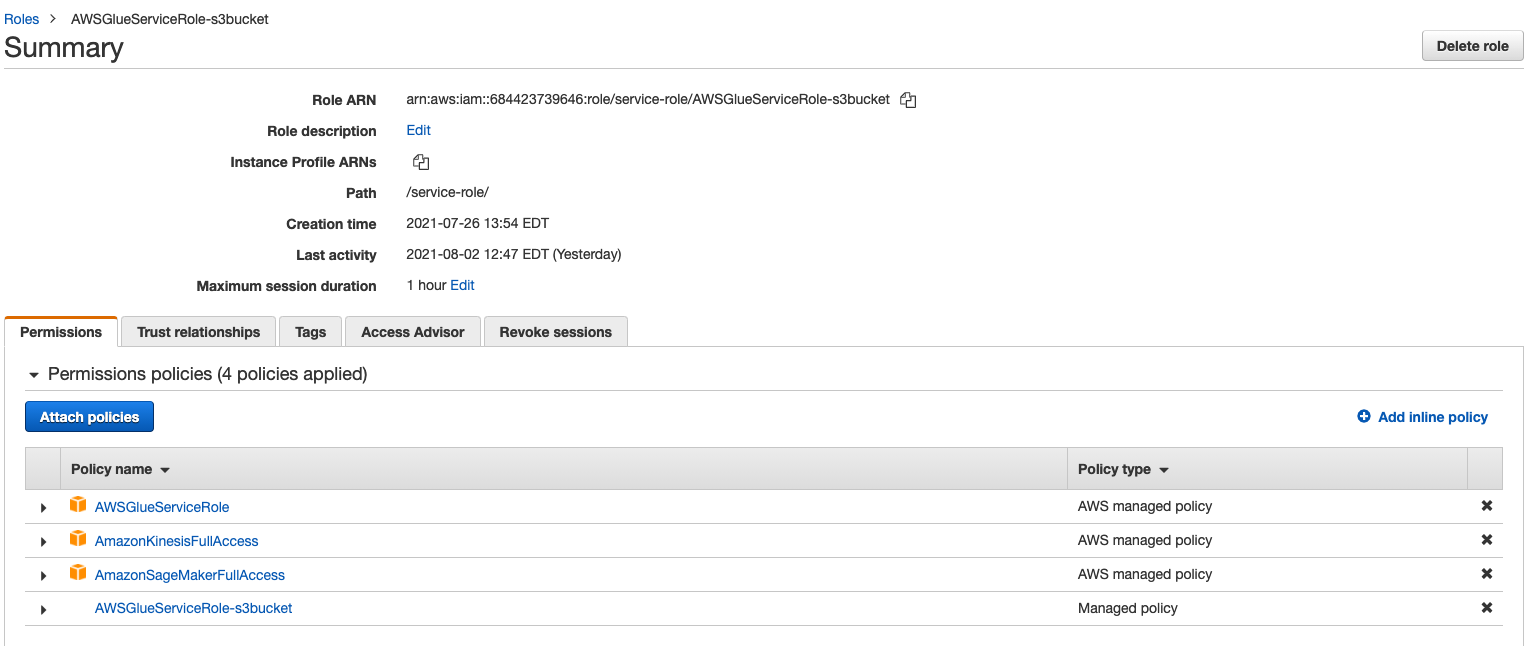 Roles > AWSGlueServiceRole-s3bucket
Summary
Delete role
Role ARN arn:aws:iam::684423739646:role/service-role/AWSGlueServiceRole-s3bucket
Role description Edit
Instance Profile ARNs
Path /service-role/
Creation time 2021-07-26 13:54 EDT
Last activity 2021-08-02 12:47 EDT (Yesterday)
Maximum session duration 1 hour Edit
Permissions Trust relationships Tags Access Advisor Revoke sessions
Permissions policies (4 policies applied)
Attach policies Add inline policy
Policy name Policy type
AWSGlueServiceRole AWS managed policy
AmazonKinesisFullAccess AWS managed policy
AmazonSageMakerFullAccess AWS managed policy
AWSGlueServiceRole-s3bucket Managed policy